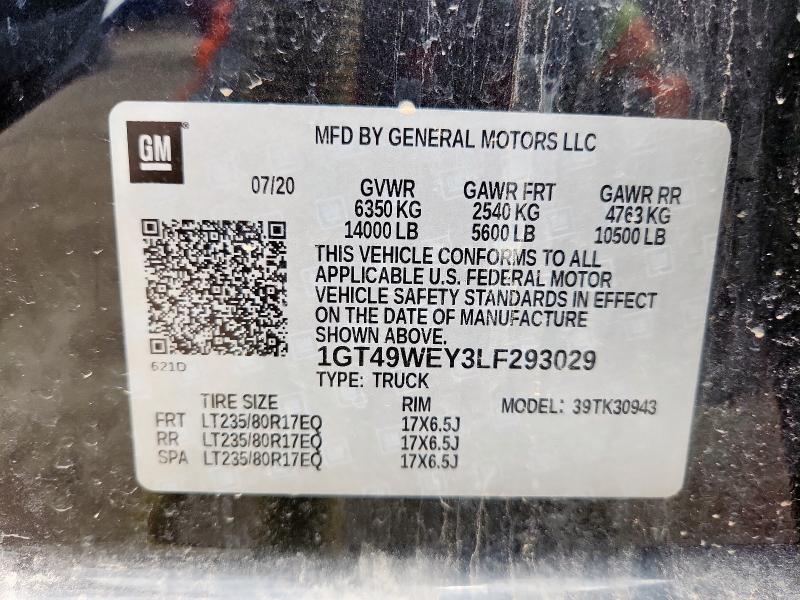 GM
MFD BY GENERAL MOTORS LLC
07/20 GVWR GAWR FRT GAWR RR
6350 KG 2540 KG 4763 KG
14000 LB 5600 LB 10500 LB
THIS VEHICLE CONFORMS TO ALL
APPLICABLE U.S. FEDERAL MOTOR
VEHICLE SAFETY STANDARDS IN EFFECT
ON THE DATE OF MANUFACTURE
SHOWN ABOVE.
621D
1GT49WEY3LF293029
TYPE: TRUCK
TIRE SIZE RIM MODEL: 39TK30943
FRT LT235/80R17EQ 17X6.5J
RR LT235/80R17EQ 17X6.5J
SPA LT235/80R17EQ 17X6.5J